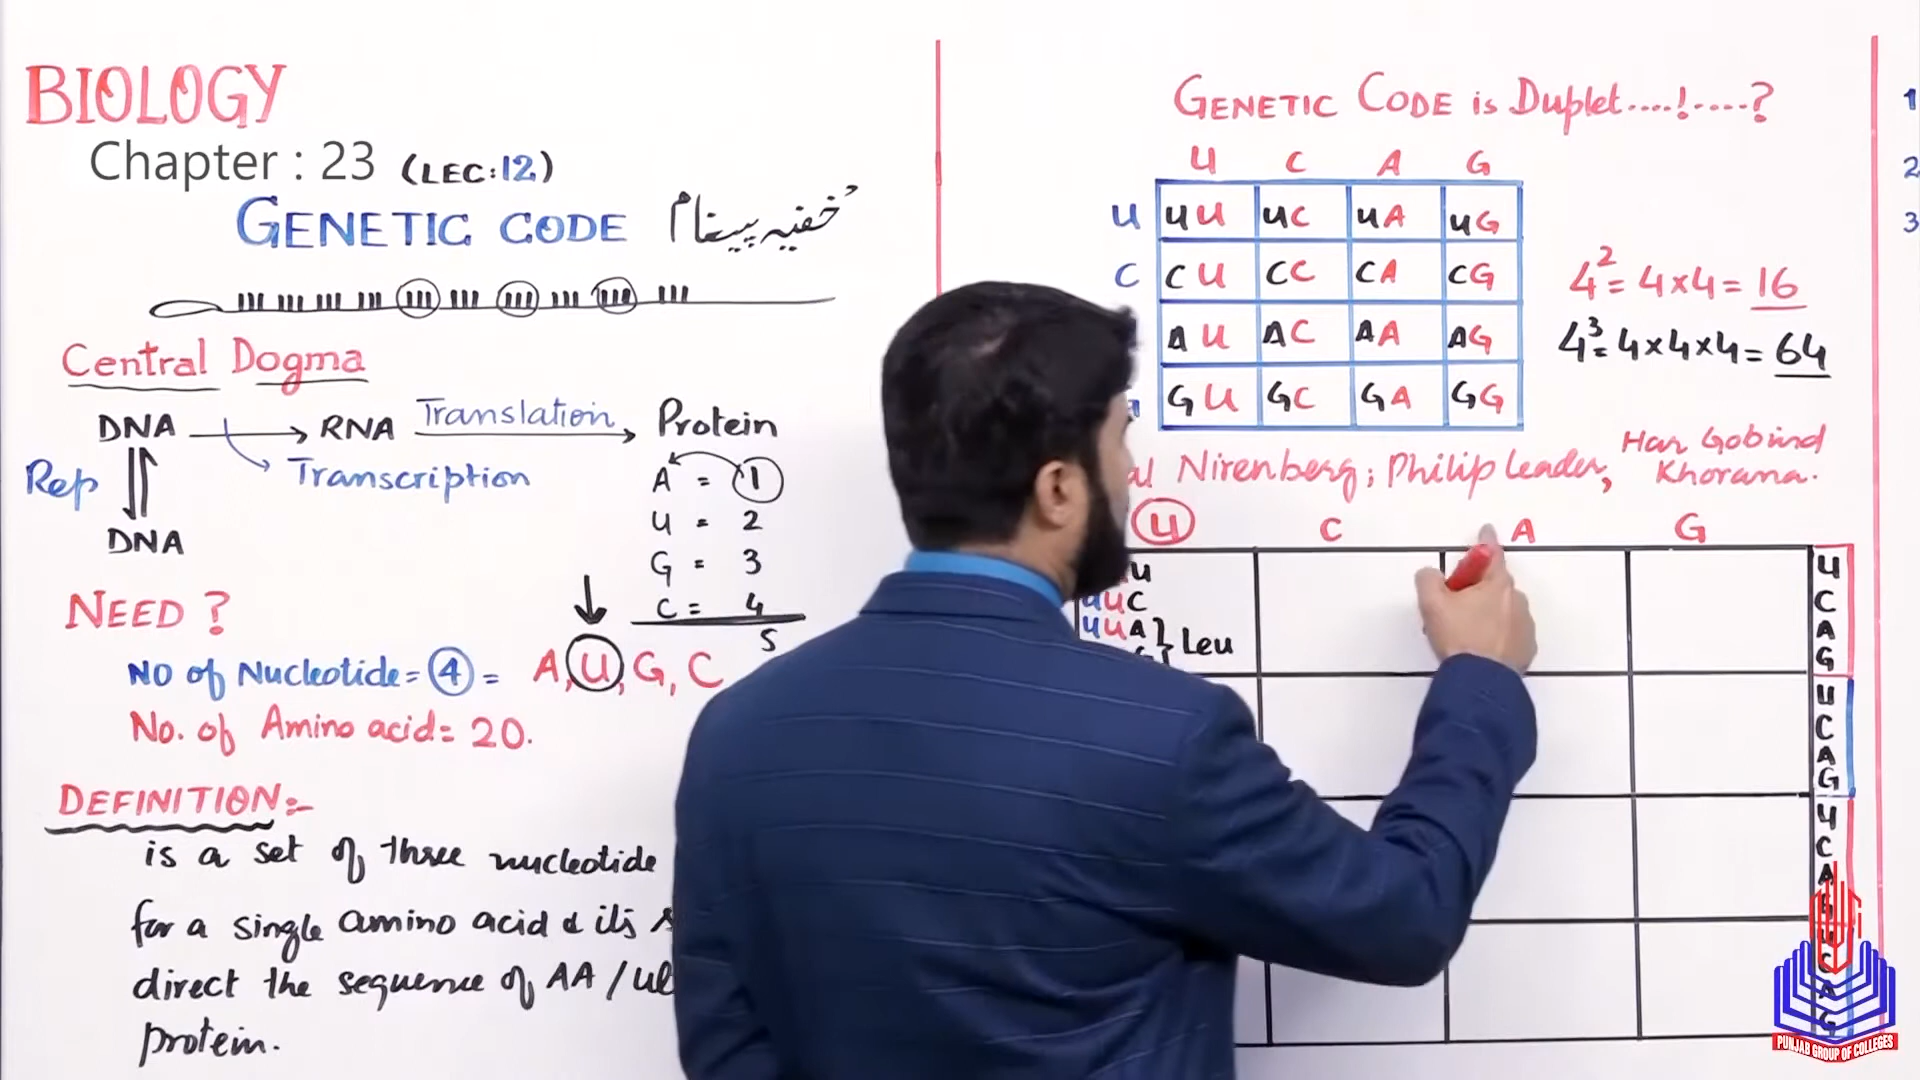 BIOLOGY
Chapter : 23 (LEC:12)
GENETIC CODE خفیہ پیغام
Central Dogma
DNA RNA Translation Protein
Rep Transcription
DNA
A = 1
U = 2
G = 3
C = 4
5
NEED ?
NO of Nucleotide = 4 = A, U, G, C
No. of Amino acid = 20.
DEFINITION:-
is a set of three nucleotide
for a single amino acid & it's
direct the sequence of AA /
protein.
GENETIC CODE is Duplet....!.....?
U C A G
U UU UC UA UG
C CU CC CA CG
AU AC AA AG
GU GC GA GG
4² = 4×4 = 16
4³ = 4×4×4 = 64
Nirenberg; Philip Leader, Har Gobind
Khorana.
U C A G
U
UUC
UUA } Leu
U
C
A
G
U
C
A
G
U
C
A
C
A
G
1
2
3
PUNJAB GROUP OF COLLEGES